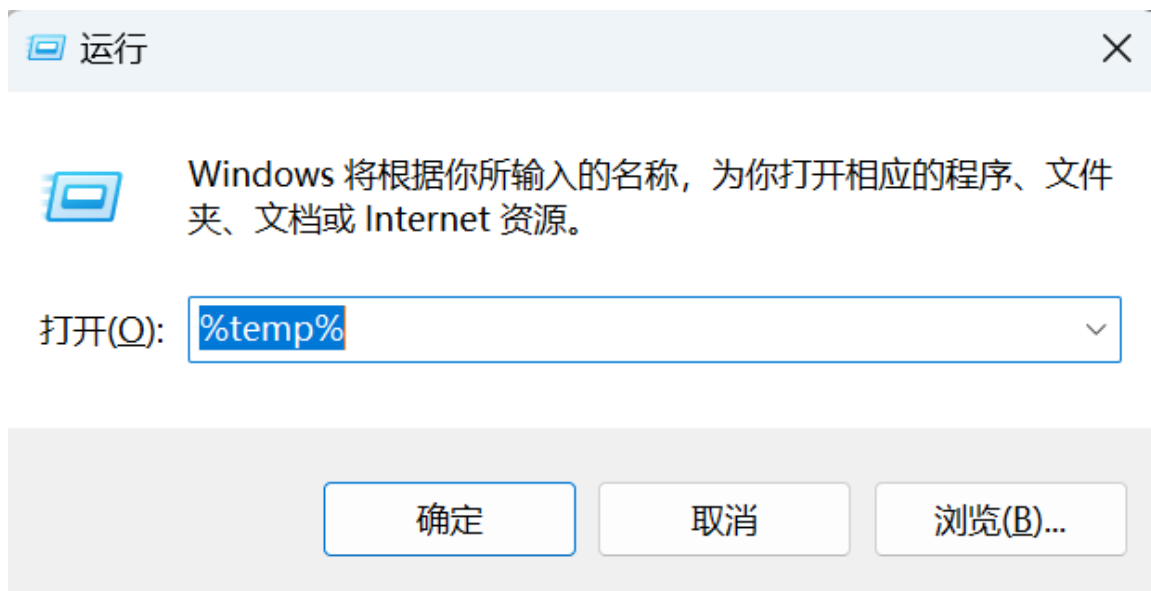 运行
Windows 将根据你所输入的名称，为你打开相应的程序、文件
夹、文档或 Internet 资源。
打开(O):
%temp%
确定
取消
浏览(B)...